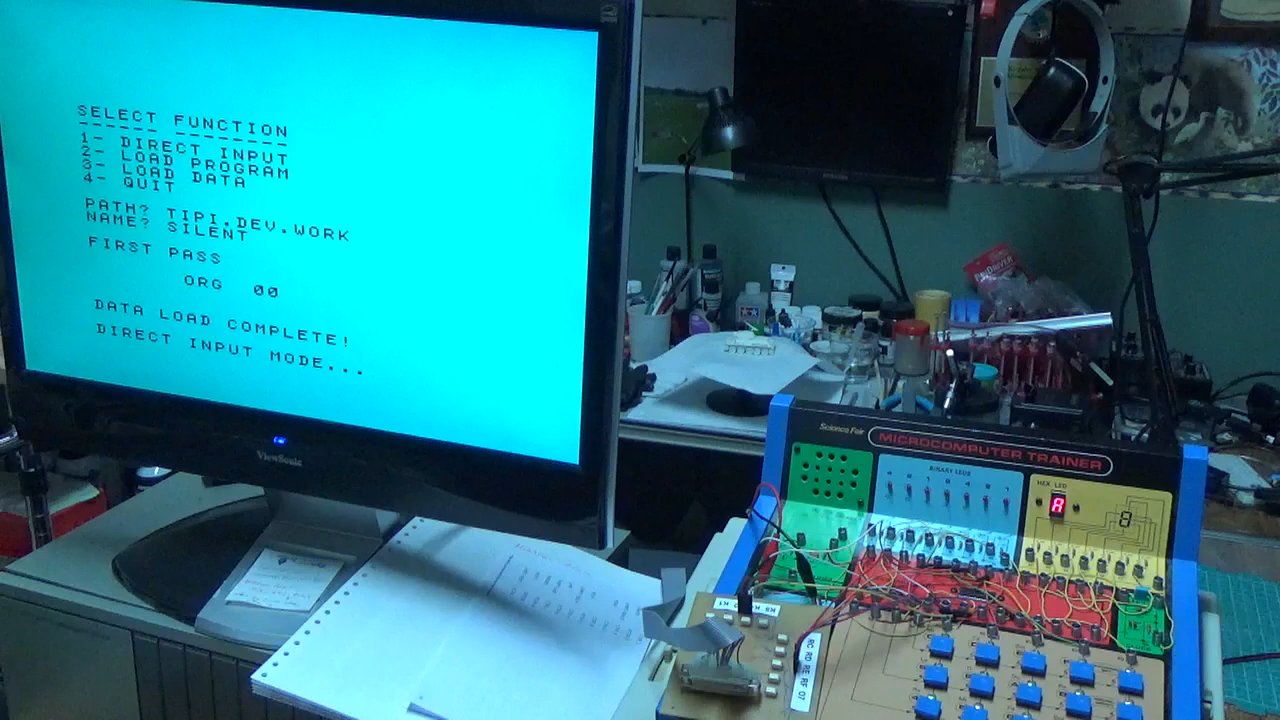 SELECT FUNCTION
------ --------
1- DIRECT INPUT
2- LOAD PROGRAM
3- LOAD DATA
4- QUIT
PATH? TIPI.DEV.WORK
NAME? SILENT
FIRST PASS
ORG 00
DATA LOAD COMPLETE!
DIRECT INPUT MODE...
ViewSonic
Science Fair
MICROCOMPUTER TRAINER
BINARY LEDS
HEX LED
A